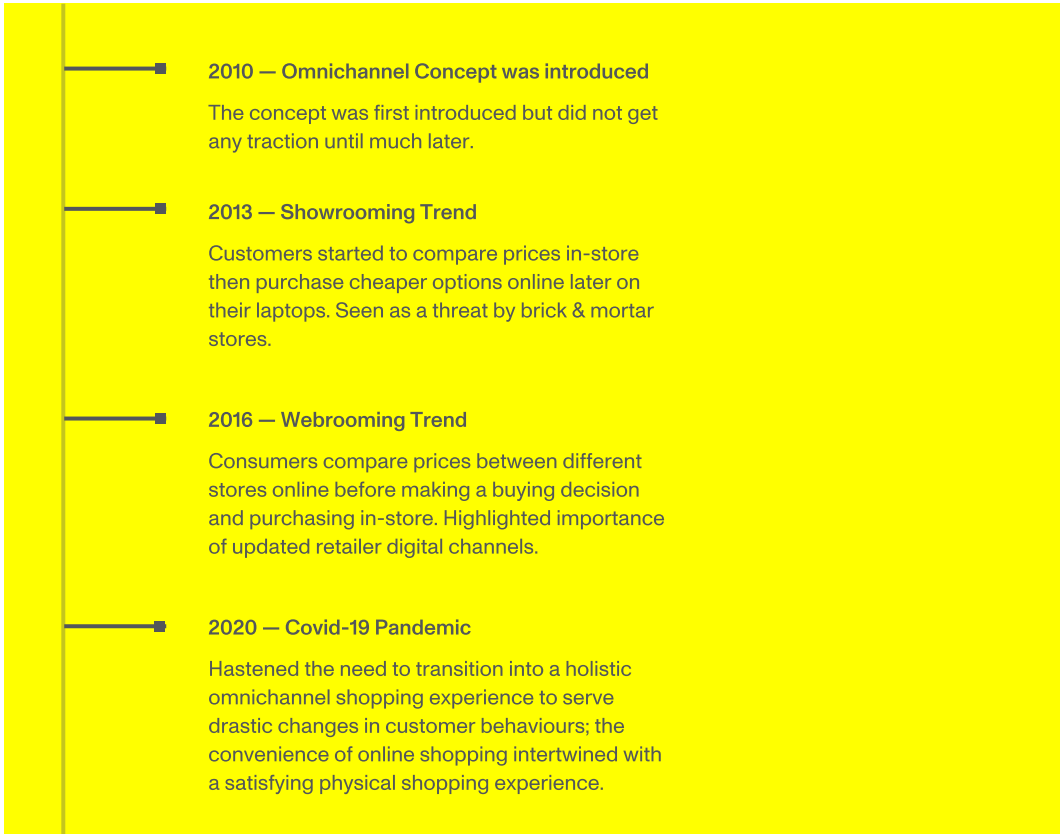 2010 — Omnichannel Concept was introduced
The concept was first introduced but did not get
any traction until much later.
2013 — Showrooming Trend
Customers started to compare prices in-store
then purchase cheaper options online later on
their laptops. Seen as a threat by brick & mortar
stores.
2016 — Webrooming Trend
Consumers compare prices between different
stores online before making a buying decision
and purchasing in-store. Highlighted importance
of updated retailer digital channels.
2020 — Covid-19 Pandemic
Hastened the need to transition into a holistic
omnichannel shopping experience to serve
drastic changes in customer behaviours; the
convenience of online shopping intertwined with
a satisfying physical shopping experience.